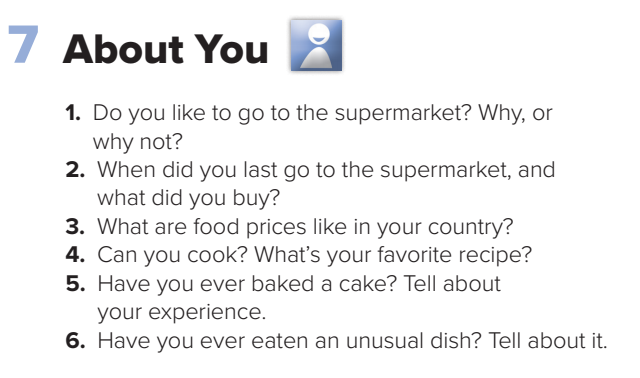 7 About You
1. Do you like to go to the supermarket? Why, or
why not?
2. When did you last go to the supermarket, and
what did you buy?
3. What are food prices like in your country?
4. Can you cook? What's your favorite recipe?
5. Have you ever baked a cake? Tell about
your experience.
6. Have you ever eaten an unusual dish? Tell about it.